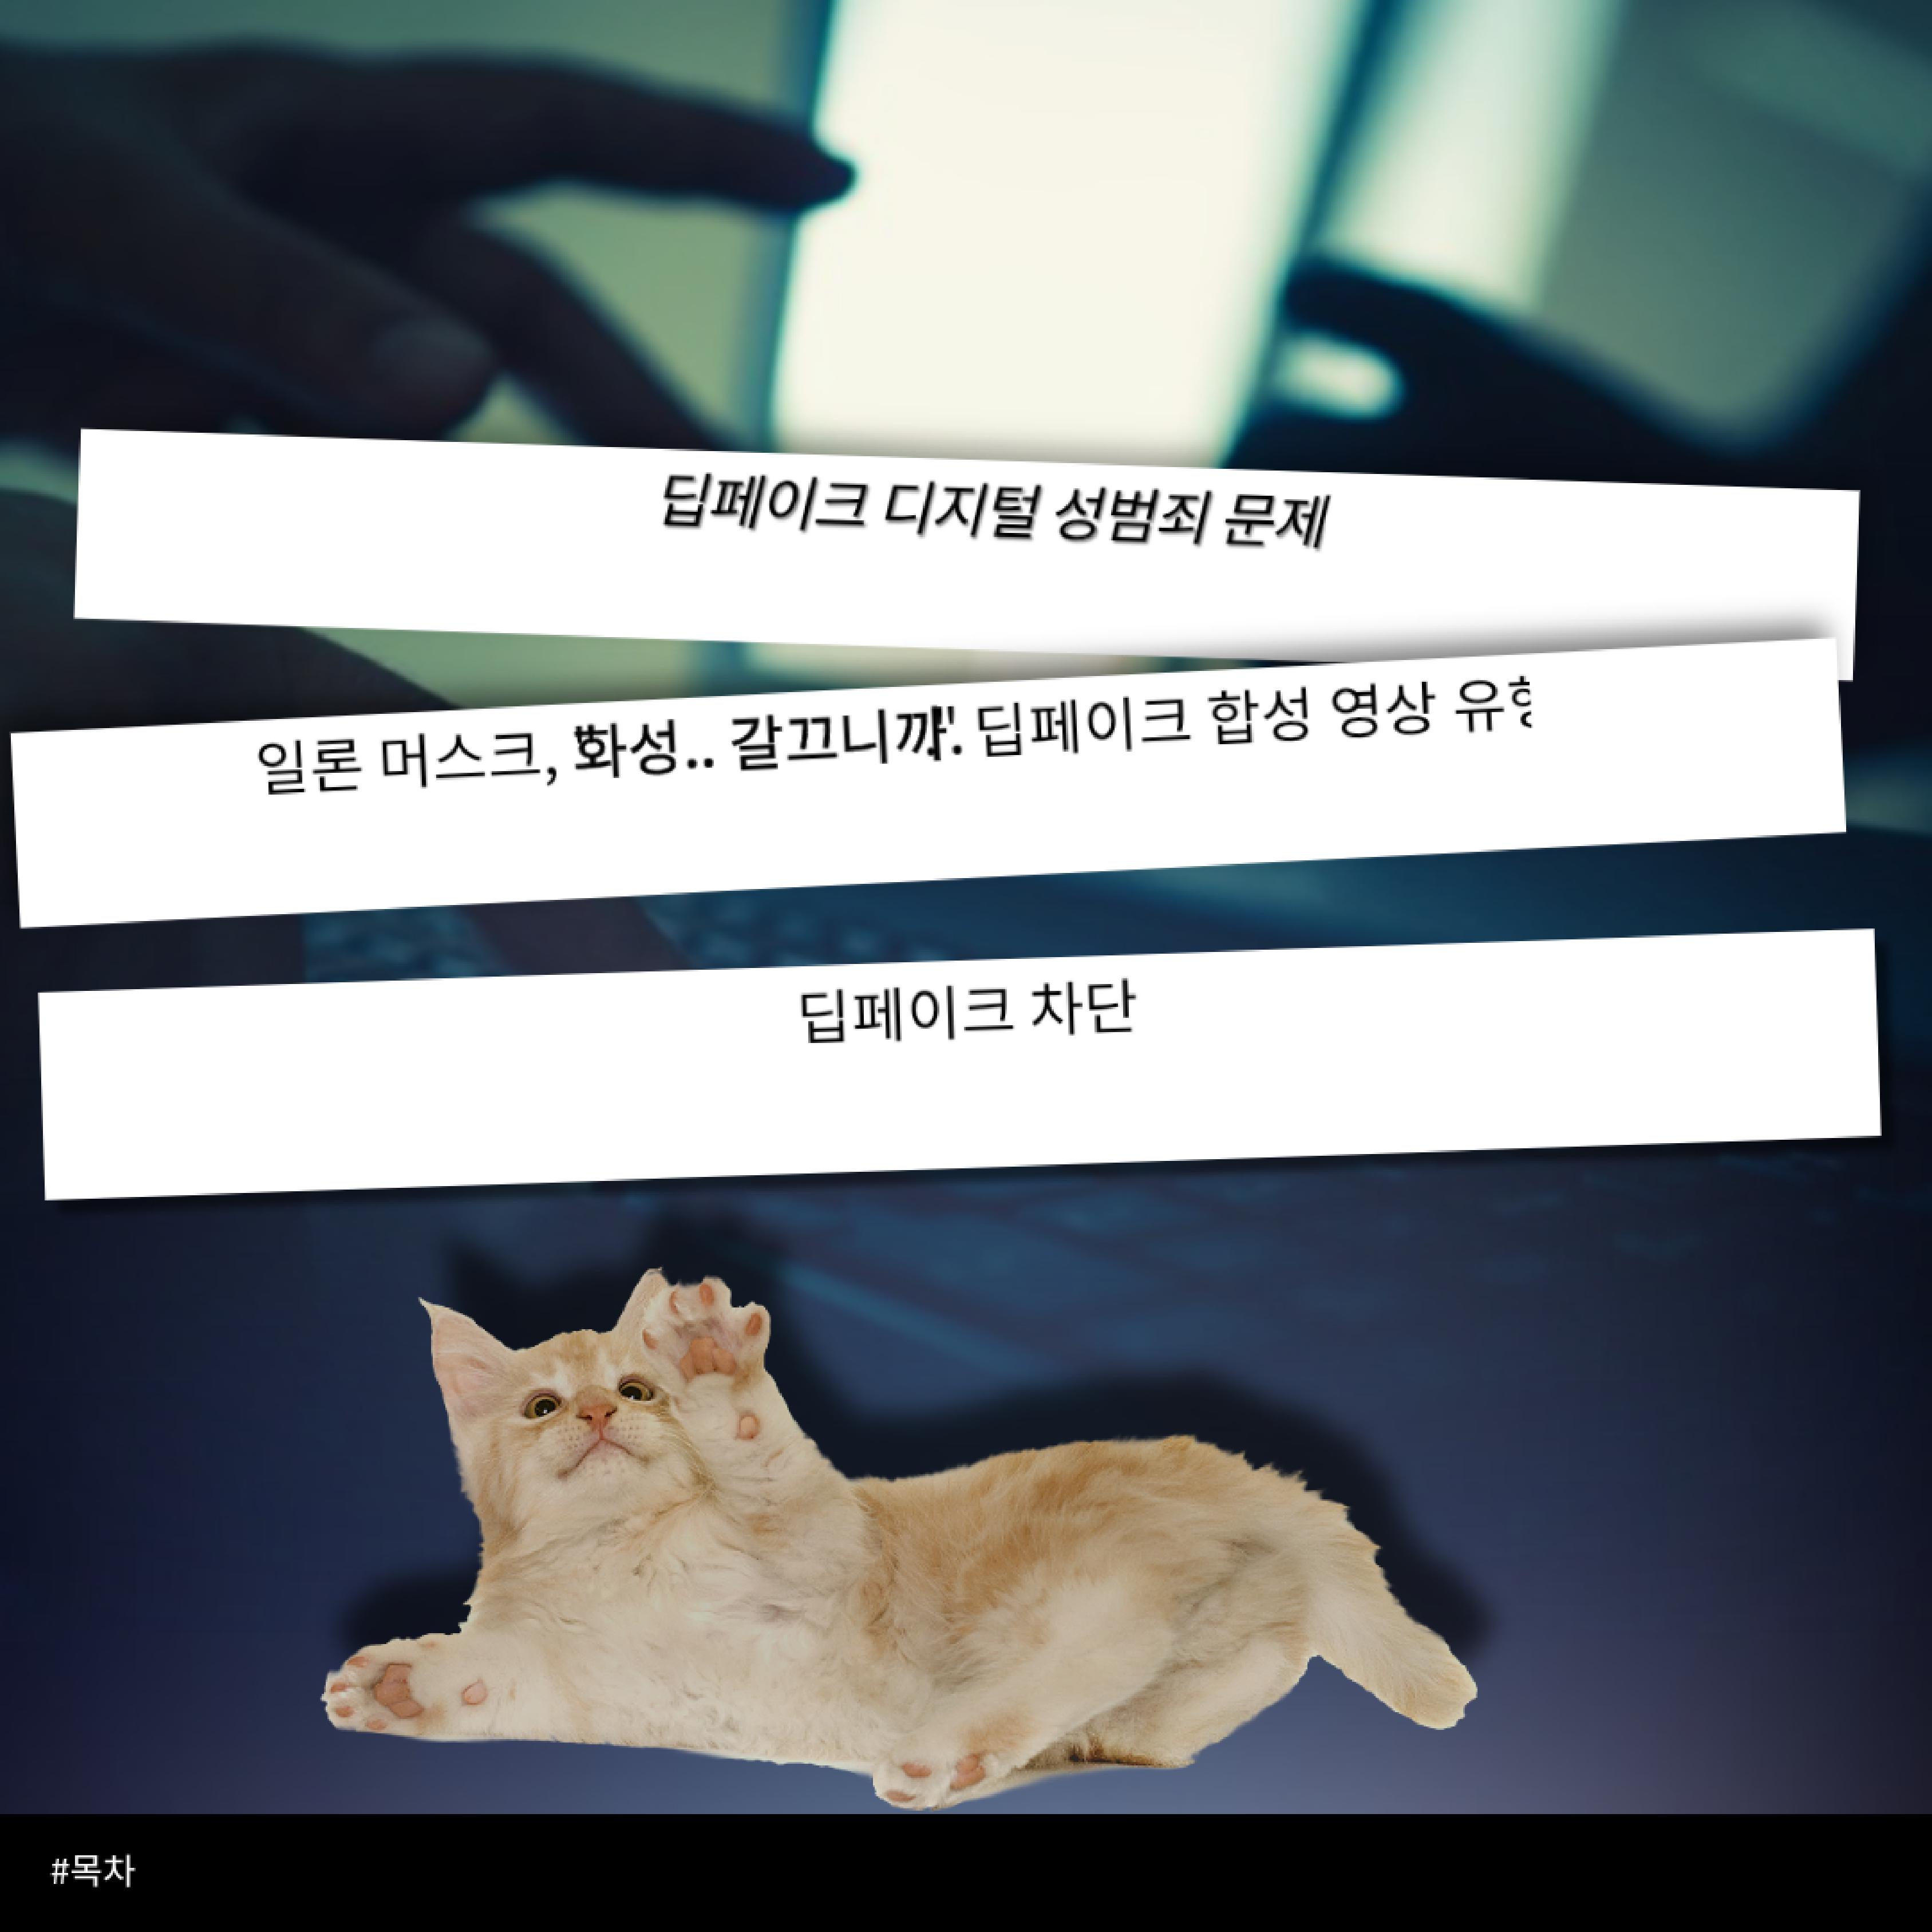 딥페이크 디지털 성범죄 문제
일론 머스크, "화성.. 갈끄니까!". 딥페이크 합성 영상
딥페이크 차단
#목차